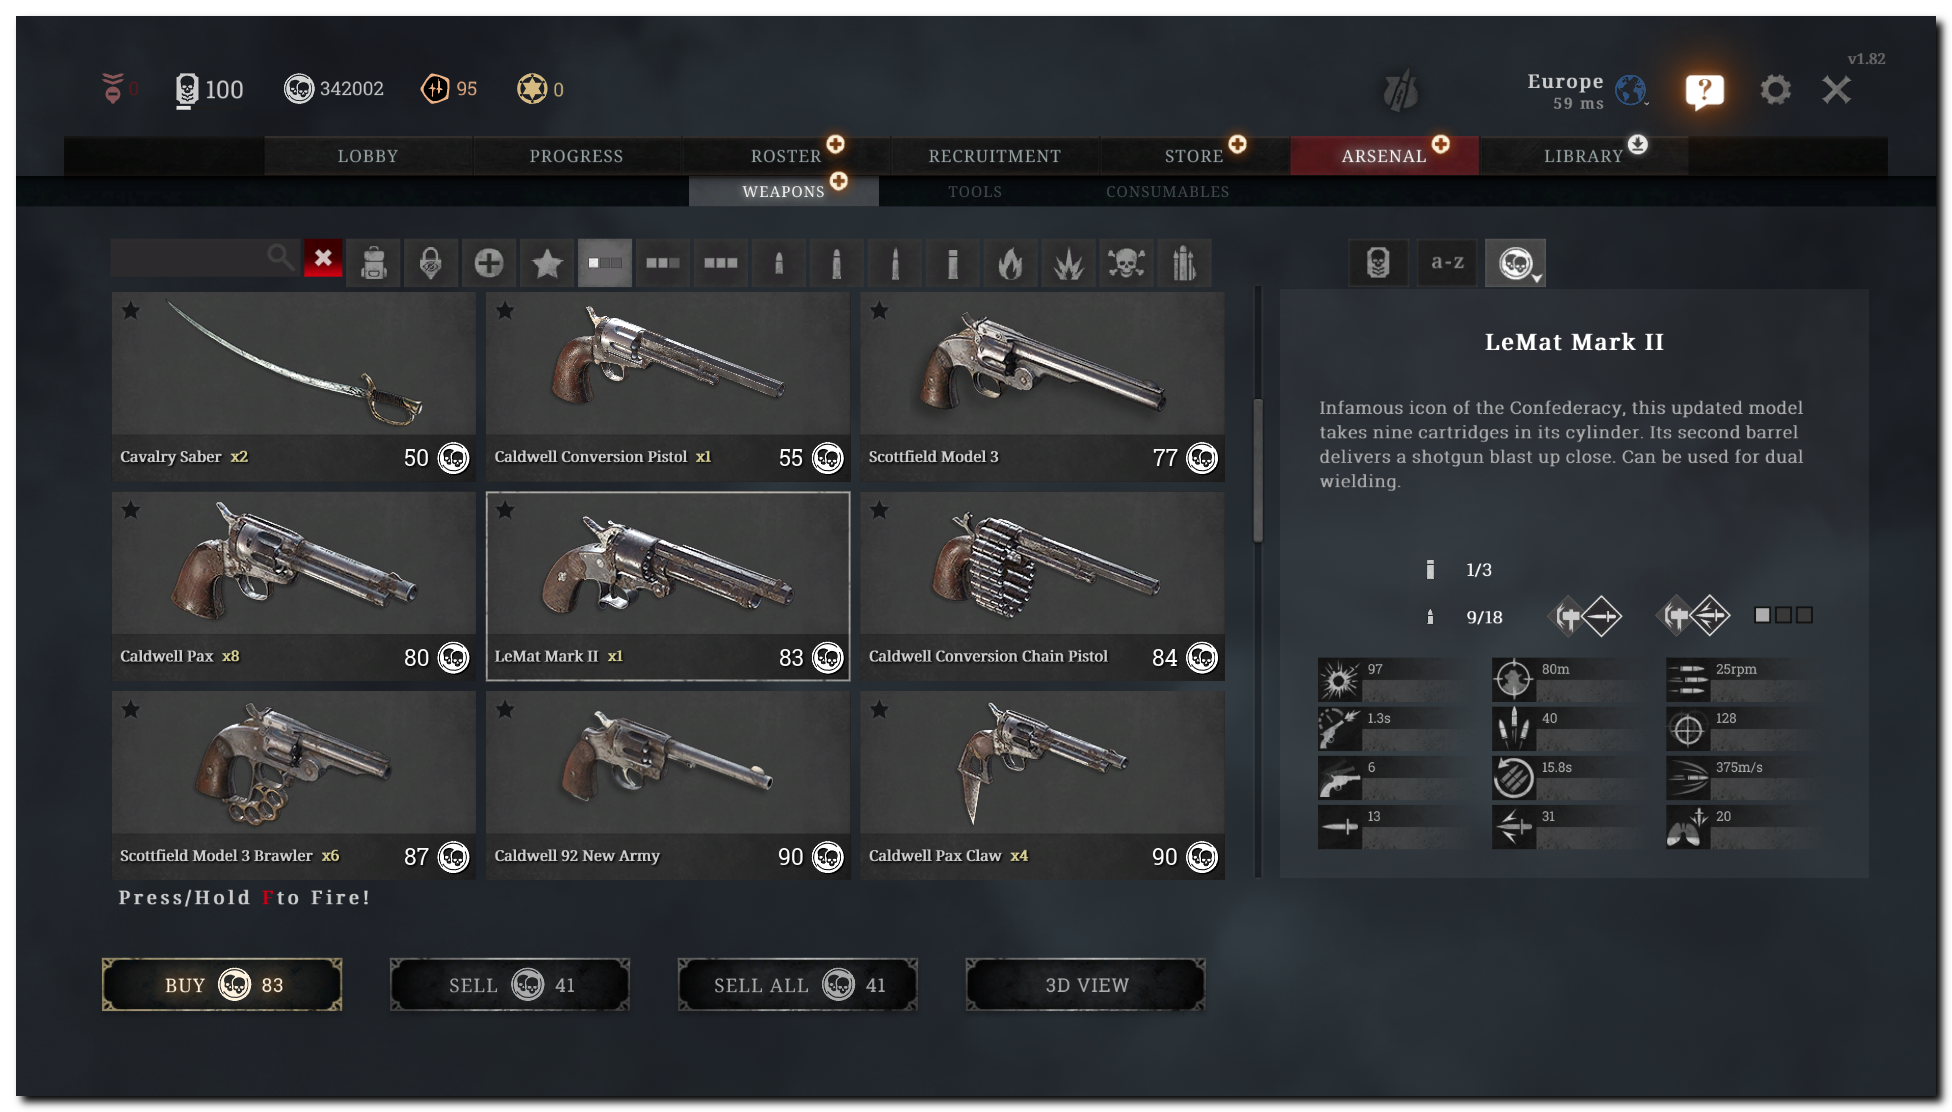 v1.82
0
100
342002
95
0
Europe
59 ms
?
LOBBY
PROGRESS
ROSTER
RECRUITMENT
STORE
ARSENAL
LIBRARY
WEAPONS
TOOLS
CONSUMABLES
a-z
Cavalry Saber x2
50
Caldwell Conversion Pistol x1
55
Scottfield Model 3
77
Caldwell Pax x8
80
LeMat Mark II x1
83
Caldwell Conversion Chain Pistol
84
Scottfield Model 3 Brawler x6
87
Caldwell 92 New Army
90
Caldwell Pax Claw x4
90
Press/Hold F to Fire!
BUY 83
SELL 41
SELL ALL 41
3D VIEW
LeMat Mark II
Infamous icon of the Confederacy, this updated model
takes nine cartridges in its cylinder. Its second barrel
delivers a shotgun blast up close. Can be used for dual
wielding.
1/3
9/18
97
80m
25rpm
1.3s
40
128
6
15.8s
375m/s
13
31
20